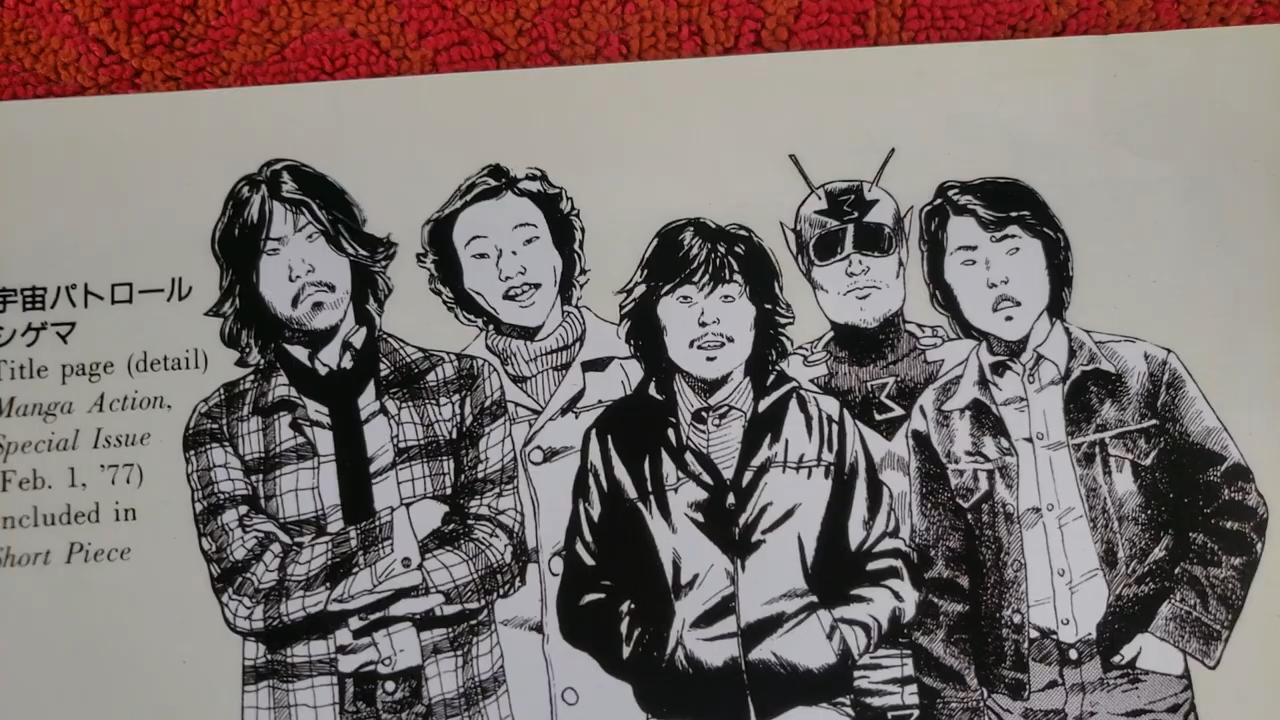 宇宙パトロール
シゲマ
Title page (detail)
Manga Action,
Special Issue
(Feb. 1, '77)
included in
Short Piece
Σ
Σ